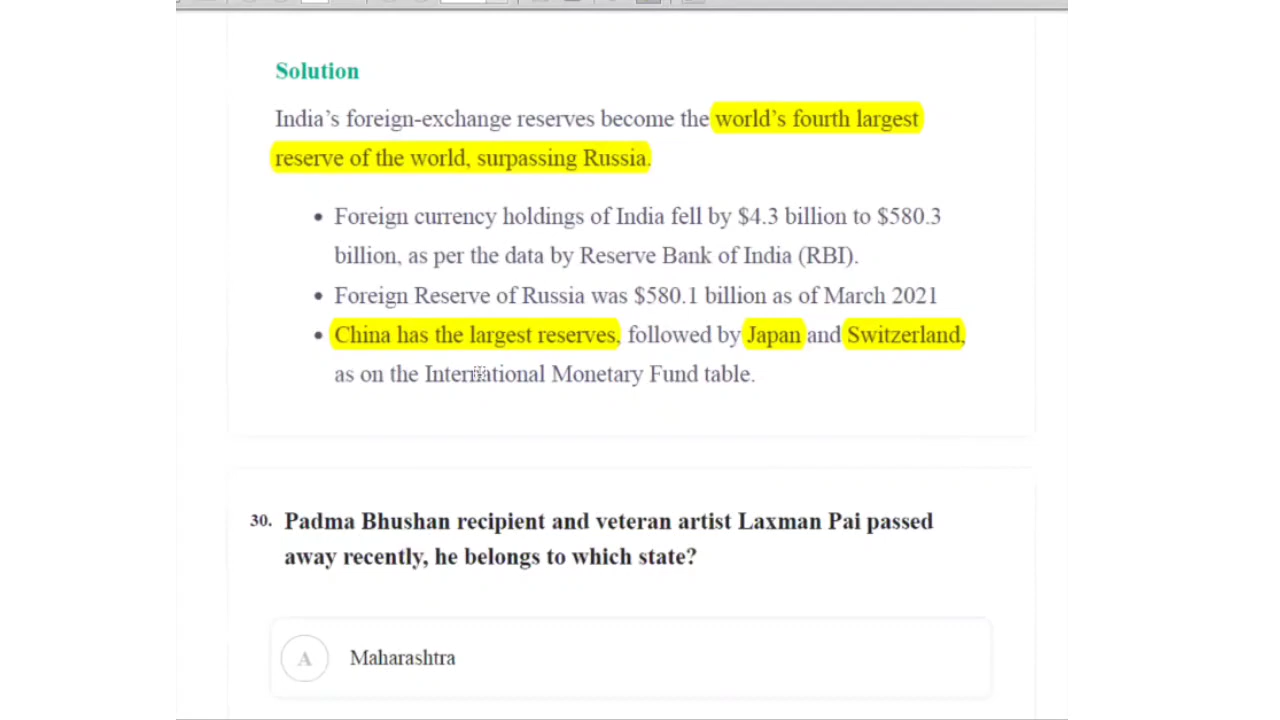 Solution
India's foreign-exchange reserves become the world's fourth largest
reserve of the world, surpassing Russia.
• Foreign currency holdings of India fell by $4.3 billion to $580.3
billion, as per the data by Reserve Bank of India (RBI).
• Foreign Reserve of Russia was $580.1 billion as of March 2021
• China has the largest reserves, followed by Japan and Switzerland,
as on the International Monetary Fund table.
30. Padma Bhushan recipient and veteran artist Laxman Pai passed
away recently, he belongs to which state?
A Maharashtra